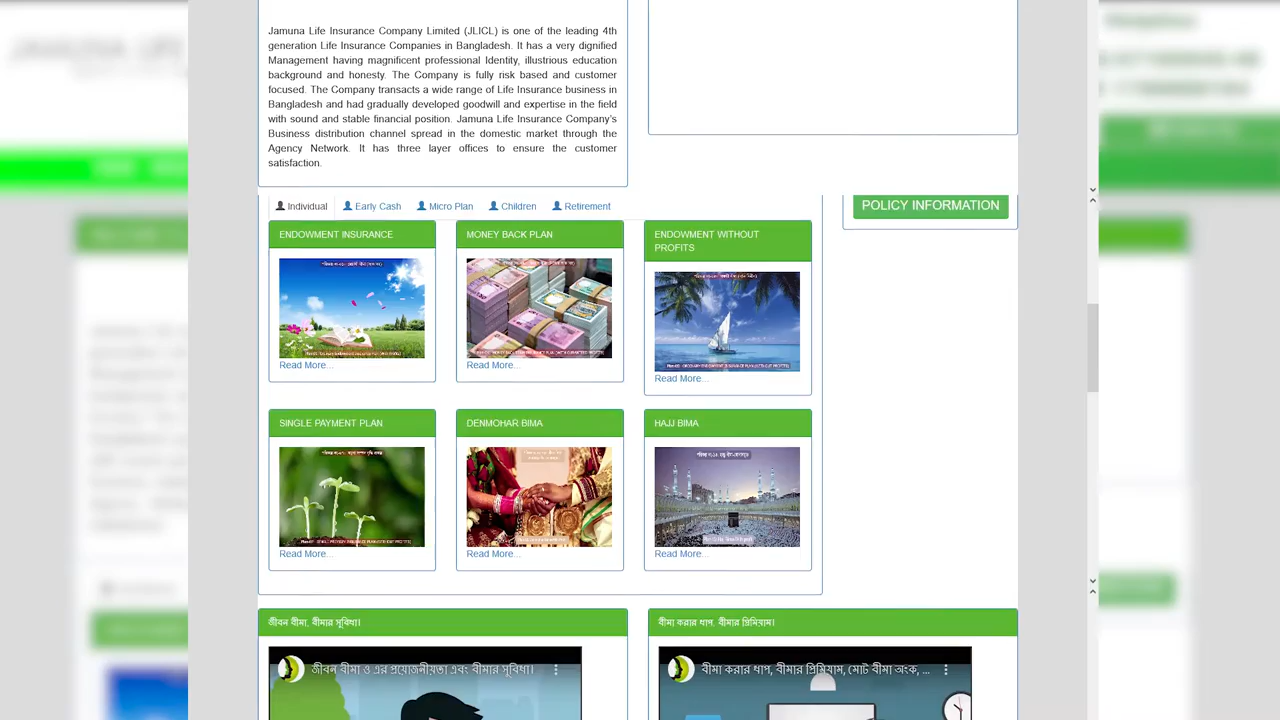 Jamuna Life Insurance Company Limited (JLICL) is one of the leading 4th
generation Life Insurance Companies in Bangladesh. It has a very dignified
Management having magnificent professional Identity, illustrious education
background and honesty. The Company is fully risk based and customer
focused. The Company transacts a wide range of Life Insurance business in
Bangladesh and had gradually developed goodwill and expertise in the field
with sound and stable financial position. Jamuna Life Insurance Company's
Business distribution channel spread in the domestic market through the
Agency Network. It has three layer offices to ensure the customer
satisfaction.
POLICY INFORMATION
Individual Early Cash Micro Plan Children Retirement
ENDOWMENT INSURANCE
Read More...
MONEY BACK PLAN
Read More...
ENDOWMENT WITHOUT
PROFITS
Read More...
SINGLE PAYMENT PLAN
Read More...
DENMOHAR BIMA
Read More...
HAJJ BIMA
Read More...
জীবন বীমা, বীমার সুবিধা।
জীবন বীমা ও এর প্রয়োজনীয়তা এবং বীমার সুবিধা।
বীমা করার ধাপ, বীমার প্রিমিয়াম।
বীমা করার ধাপ, বীমার প্রিমিয়াম, মোট বীমা অংক, ...